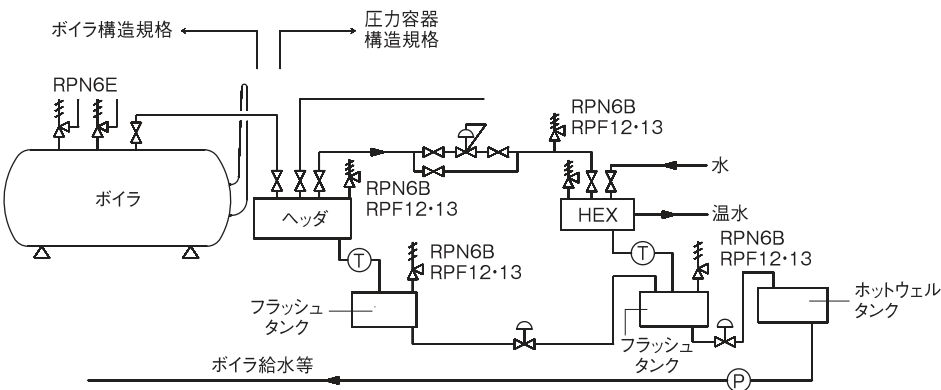 ボイラ構造規格
圧力容器
構造規格
RPN6E
RPN6B
RPF12・13
水
ボイラ
ヘッダ
RPN6B
RPF12・13
HEX
温水
T
T
RPN6B
RPF12・13
RPN6B
RPF12・13
フラッシュ
タンク
フラッシュ
タンク
ホットウェル
タンク
ボイラ給水等
P